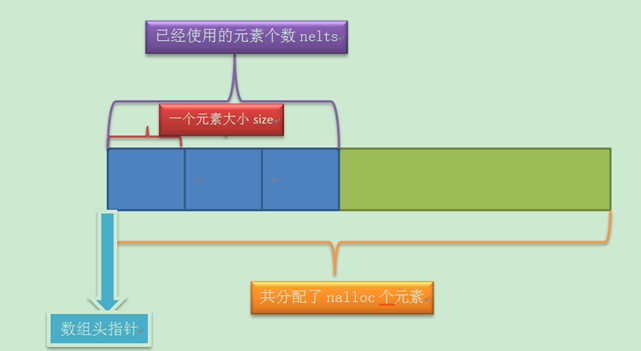 已经使用的元素个数 nelts
一个元素大小 size
共分配了 nalloc 个元素
数组头指针